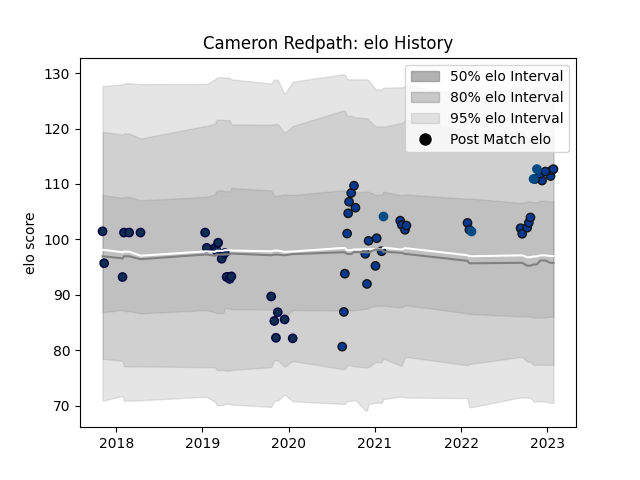 Cameron Redpath: elo History
50% elo Interval
80% elo Interval
95% elo Interval
Post Match elo
elo score
130
120
110
100
90
80
70
2018 2019 2020 2021 2022 2023